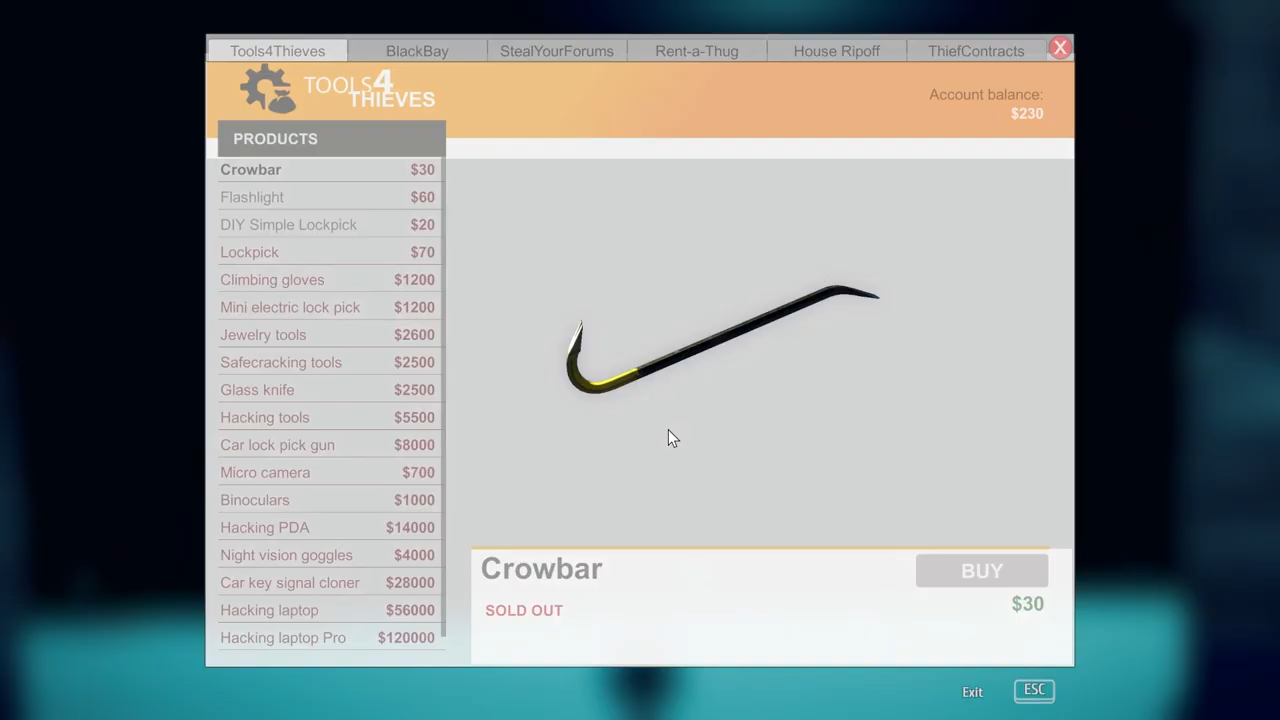 Tools4Thieves BlackBay StealYourForums Rent-a-Thug House Ripoff ThiefContracts X
TOOLS4 THIEVES
Account balance:
$230
PRODUCTS
Crowbar $30
Flashlight $60
DIY Simple Lockpick $20
Lockpick $70
Climbing gloves $1200
Mini electric lock pick $1200
Jewelry tools $2600
Safecracking tools $2500
Glass knife $2500
Hacking tools $5500
Car lock pick gun $8000
Micro camera $700
Binoculars $1000
Hacking PDA $14000
Night vision goggles $4000
Car key signal cloner $28000
Hacking laptop $56000
Hacking laptop Pro $120000
Crowbar BUY
SOLD OUT $30
Exit ESC